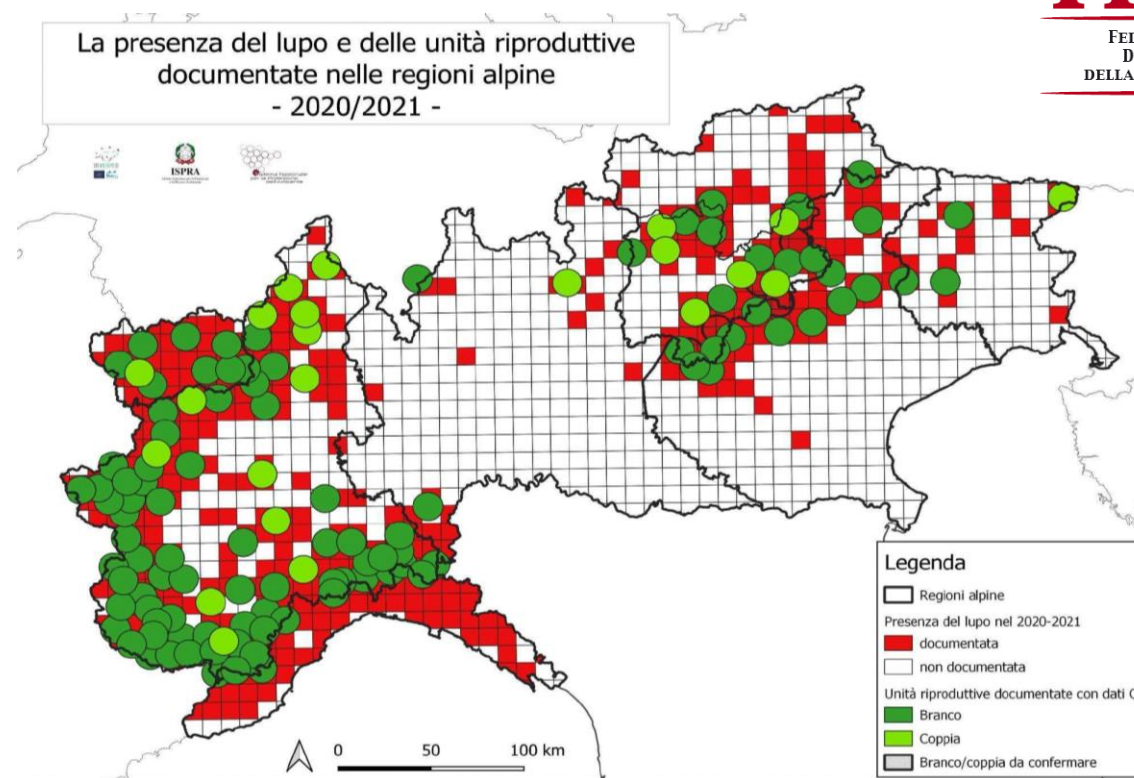 La presenza del lupo e delle unità riproduttive
documentate nelle regioni alpine
- 2020/2021 -
ISPRA
FE
D
DELLA
0 50 100 km
Legenda
Regioni alpine
Presenza del lupo nel 2020-2021
documentata
non documentata
Unità riproduttive documentate con dati
Branco
Coppia
Branco/coppia da confermare